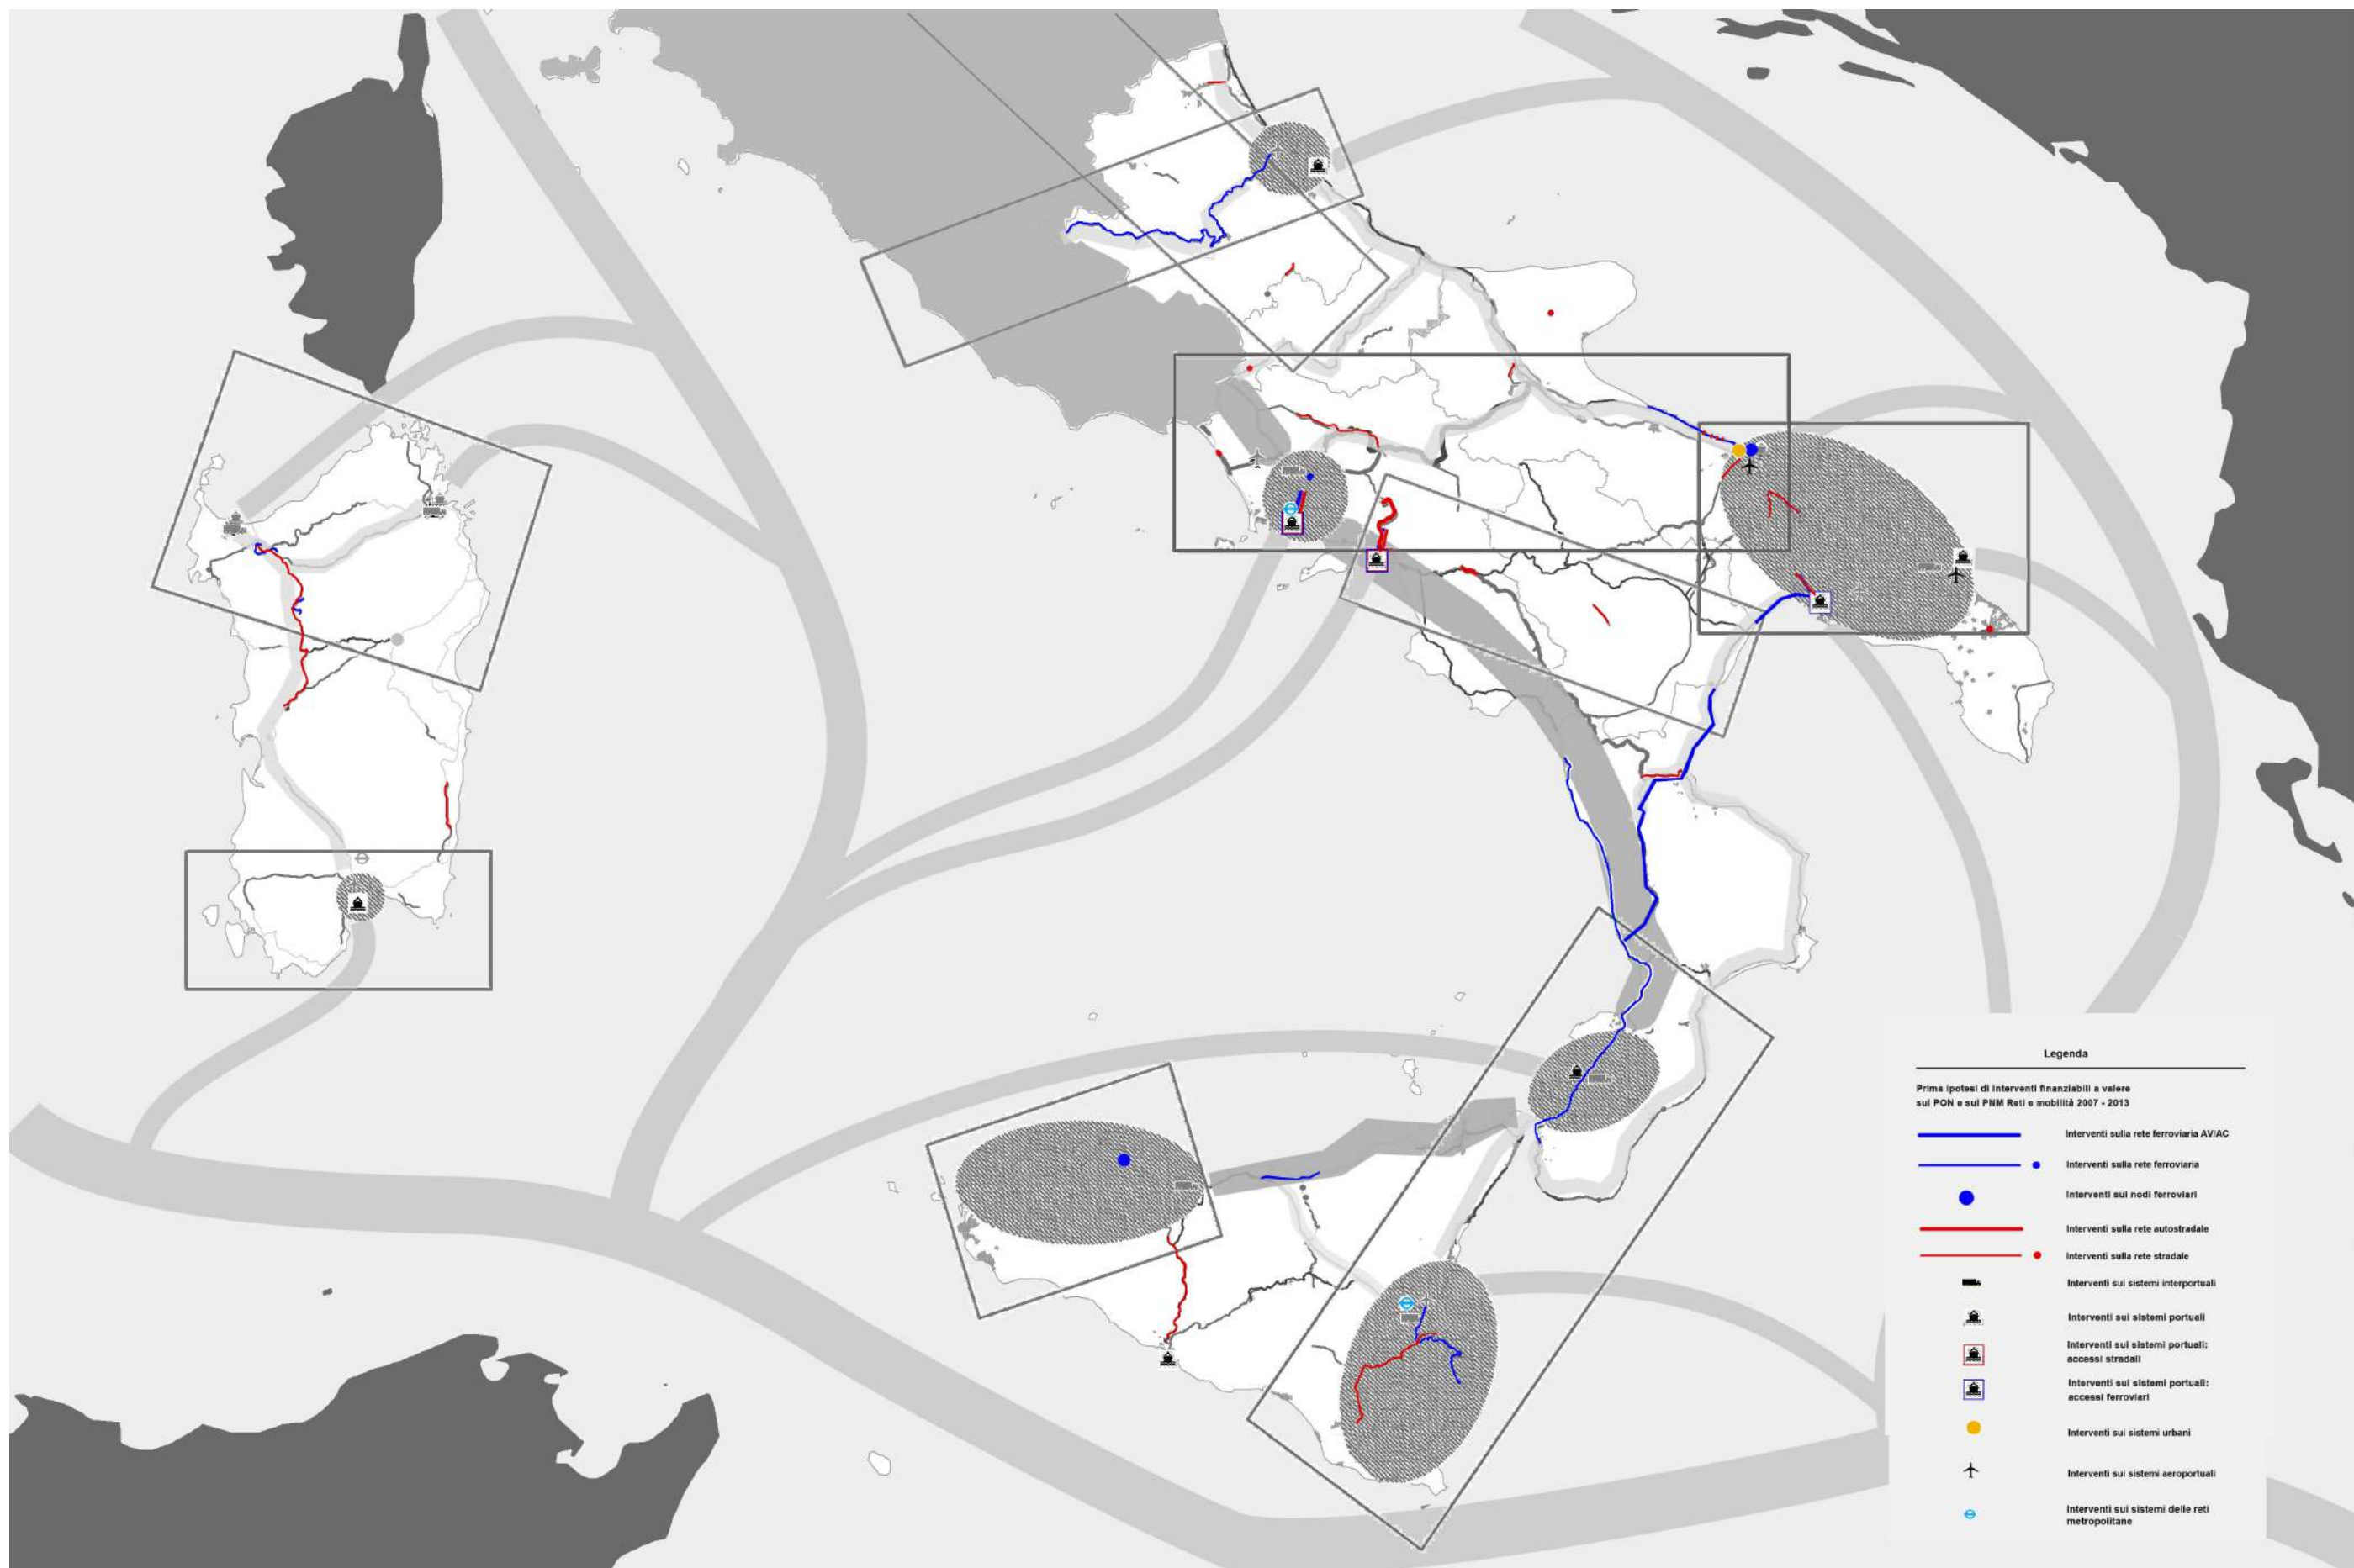 Legenda
Prima ipotesi di interventi finanziabili a valere
sul PON e sul PNM Reti e mobilità 2007 - 2013
Interventi sulla rete ferroviaria AV/AC
Interventi sulla rete ferroviaria
Interventi sui nodi ferroviari
Interventi sulla rete autostradale
Interventi sulla rete stradale
Interventi sui sistemi interportuali
Interventi sui sistemi portuali
Interventi sui sistemi portuali:
accessi stradali
Interventi sui sistemi portuali:
accessi ferroviari
Interventi sui sistemi urbani
Interventi sui sistemi aeroportuali
Interventi sui sistemi delle reti
metropolitane